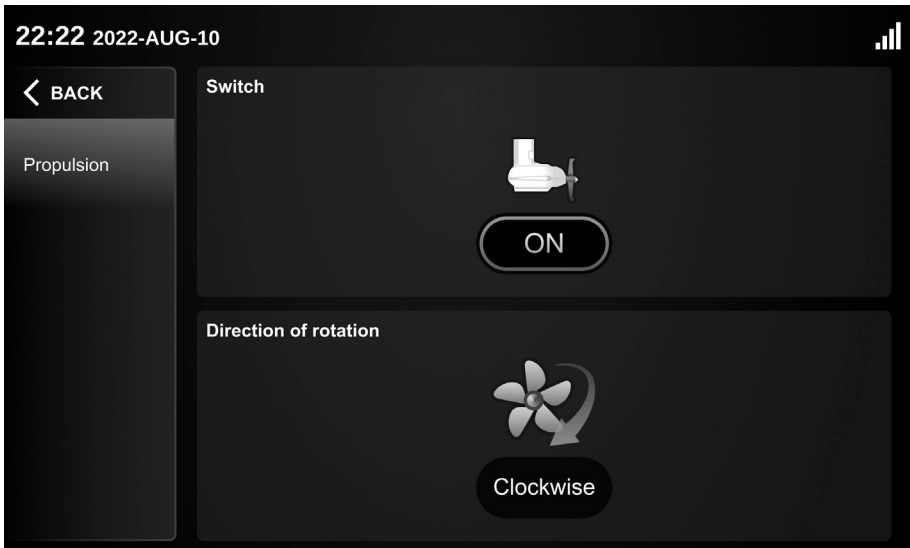 22:22 2022-AUG-10
BACK
Propulsion
Switch
ON
Direction of rotation
Clockwise